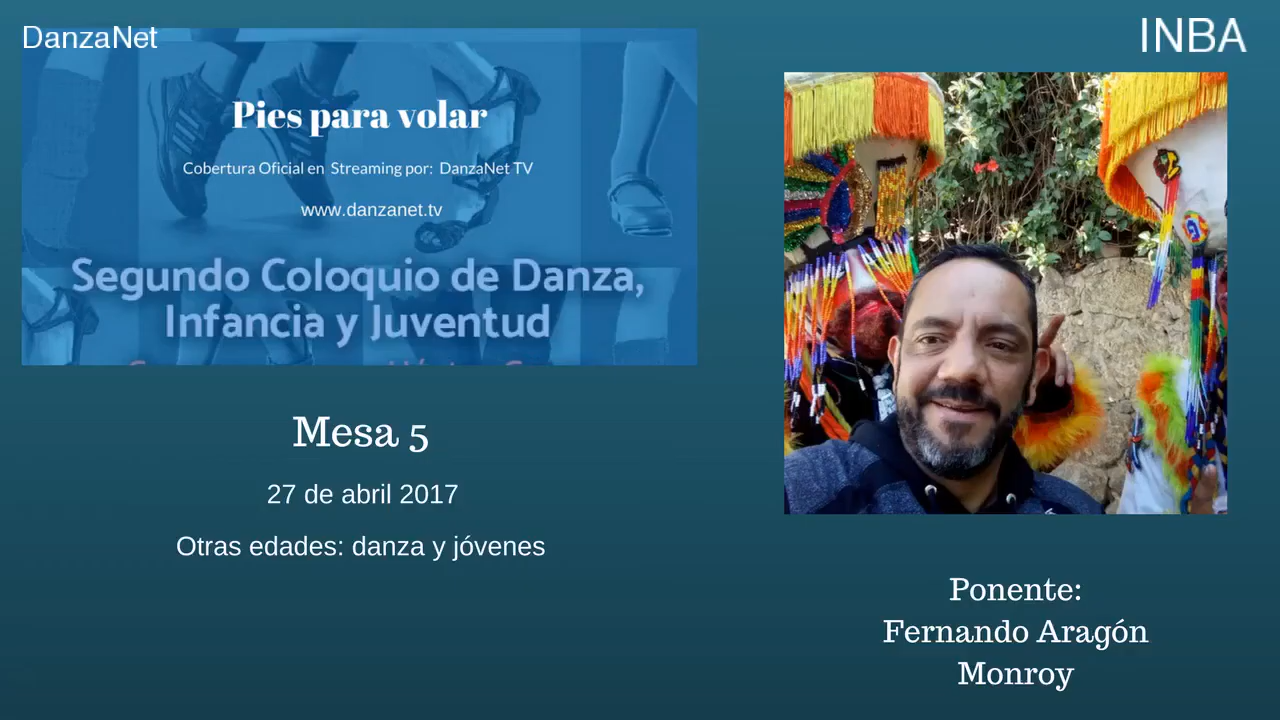 DanzaNet
INBA
Pies para volar
Cobertura Oficial en Streaming por: DanzaNet TV
www.danzanet.tv
Segundo Coloquio de Danza,
Infancia y Juventud
Mesa 5
27 de abril 2017
Otras edades: danza y jóvenes
Ponente:
Fernando Aragón
Monroy